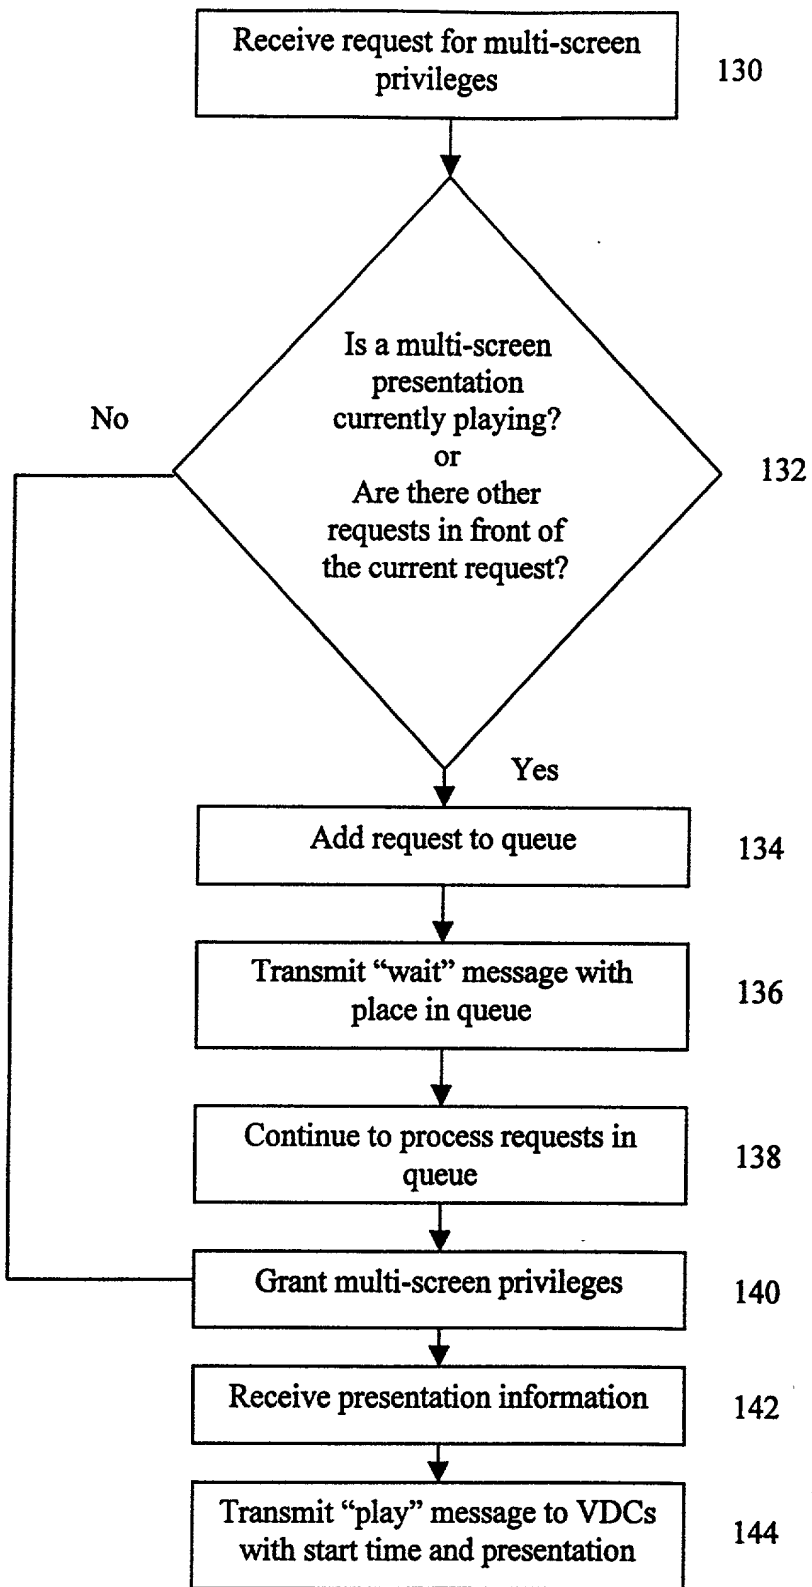 Receive request for multi-screen
privileges
130
Is a multi-screen
presentation
currently playing?
or
Are there other
requests in front of
the current request?
No
132
Yes
Add request to queue
134
Transmit “wait” message with
place in queue
136
Continue to process requests in
queue
138
Grant multi-screen privileges
140
Receive presentation information
142
Transmit “play” message to VDCs
with start time and presentation
144